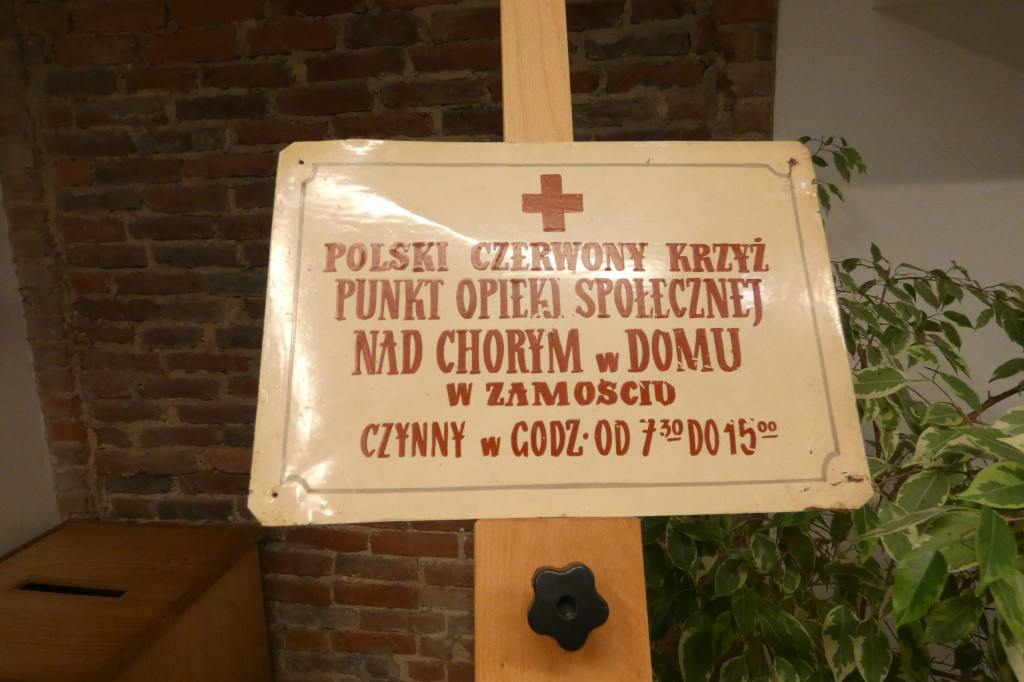 POLSKI CZERWONY KRZYŻ
PUNKT OPIEKI SPOŁECZNEJ
NAD CHORYM w DOMU
W ZAMOŚCIU
CZYNNY w GODZ. OD 7³⁰ DO 15⁰⁰